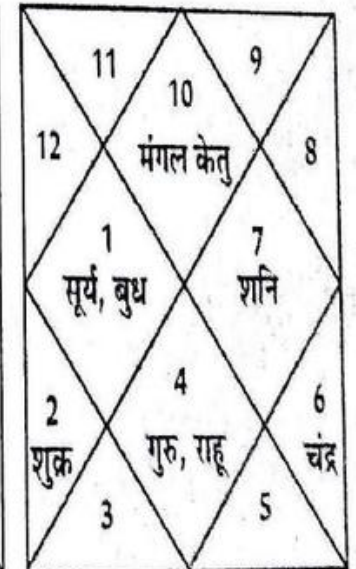 11
9
10
12
मंगल केतु
8
1
7
सूर्य, बुध
शनि
4
2
6
शुक्र
गुरु, राहू
चंद्र
3
5